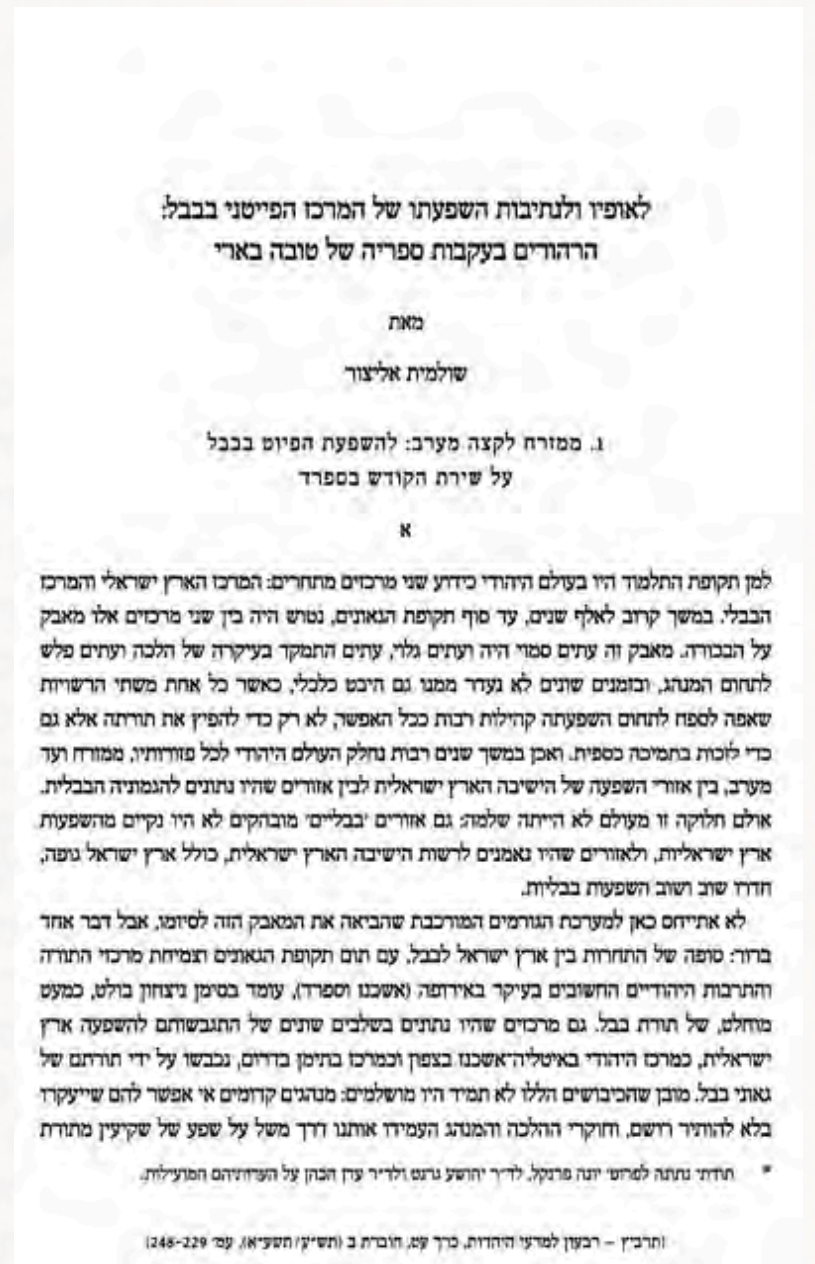 לאופיו ולנתיבות השפעתו של המרכז הפייטני בבבל:
הרהורים בעקבות ספריה של טובה בארי
מאת
שולמית אליצור
ג. ממזרח לקצה מערב: להשפעת הפיוט בבבל
על שירת הקודש בספרד
א
למן תקופת התלמוד היו בעולם היהודי כידוע שני מרכזים מתחרים: המרכז הארץ ישראלי והמרכז
הבבלי. במשך קרוב לאלף שנים, עד סוף תקופת הגאונים, נטוש היה בין שני מרכזים אלו מאבק
על הבכורה. מאבק זה עתים סמוי היה ועתים גלוי, עתים התמקד בעיקרה של הלכה ועתים פלש
לתחום המנהג, ובזמנים שונים לא נעדר ממנו גם היבט כלכלי, כאשר כל אחת משתי הרשויות
שאפה לספח לתחום השפעתה קהילות רבות ככל האפשר, לא רק כדי להפיץ את תורתה אלא גם
כדי לזכות בתמיכה כספית. ואכן במשך שנים רבות נחלק העולם היהודי לכל פזורותיו, ממזרח ועד
מערב, בין אזורי השפעה של הישיבה הארץ ישראלית לבין אזורים שהיו נתונים להגמוניה הבבלית.
אולם חלוקה זו מעולם לא הייתה שלמה: גם אזורים 'בבליים' מובהקים לא היו נקיים מהשפעות
ארץ ישראליות, ולאזורים שהיו נאמנים לרשות הישיבה הארץ ישראלית, כולל ארץ ישראל גופה,
חדרו שוב ושוב השפעות בבליות.
לא אתייחס כאן למערכת הגורמים המורכבת שהביאה את המאבק הזה לסיומו, אבל דבר אחד
ברור: סופה של התחרות בין ארץ ישראל לבבל, עם תום תקופת הגאונים וצמיחת מרכזי התורה
והתרבות היהודיים החשובים בעיקר באירופה (אשכנז וספרד), עומד בסימן ניצחון בולט, כמעט
מוחלט, של תורת בבל. גם מרכזים שהיו נתונים בשלבים שונים של התגבשותם להשפעה ארץ
ישראלית, כמרכז היהודי באיטליה־אשכנז בצפון וכמרכז בתימן בדרום, נכבשו על ידי תורתם של
גאוני בבל. מובן שהכיבושים הללו לא תמיד היו מושלמים: מנהגים קדומים אי אפשר להם שייעקרו
בלא להותיר רושם, וחוקרי ההלכה והמנהג העמידו אותנו דרך משל על שפע של שקיעין מתורת
* תודתי נתונה לפרופ' יונה פרנקל, לד"ר יהושע גרנט ולד"ר עדן הכהן על הערותיהם המועילות.
[תרביץ – רבעון למדעי היהדות, כרך עט, חוברת ב (תש"ע/תשע"א), עמ' 229–248]